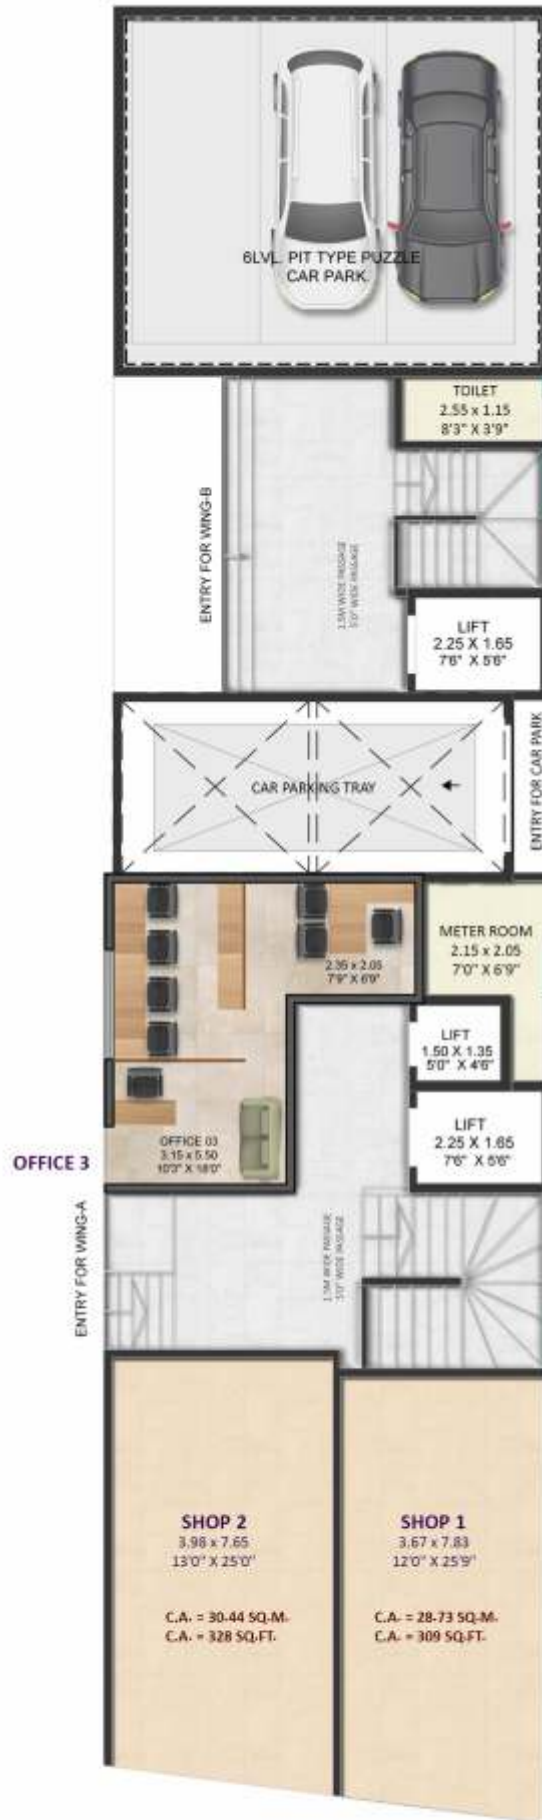 6LVL. PIT TYPE PUZZLE
CAR PARK
TOILET
2.55 x 1.15
8'3" X 3'9"
ENTRY FOR WING-B
1.5M WIDE PASSAGE
5'0" WIDE PASSAGE
LIFT
2.25 X 1.65
7'6" X 5'6"
CAR PARKING TRAY
ENTRY FOR CAR PARK
2.35 x 2.05
7'9" X 6'9"
METER ROOM
2.15 x 2.05
7'0" X 6'9"
LIFT
1.50 X 1.35
5'0" X 4'6"
LIFT
2.25 X 1.65
7'6" X 5'6"
OFFICE 03
3.15 x 5.50
10'3" X 18'0"
OFFICE 3
ENTRY FOR WING-A
1.5M WIDE PASSAGE
5'0" WIDE PASSAGE
SHOP 2
3.98 x 7.65
13'0" X 25'0"
C.A. = 30.44 SQ.M.
C.A. = 328 SQ.FT.
SHOP 1
3.67 x 7.83
12'0" X 25'9"
C.A. = 28.73 SQ.M.
C.A. = 309 SQ.FT.